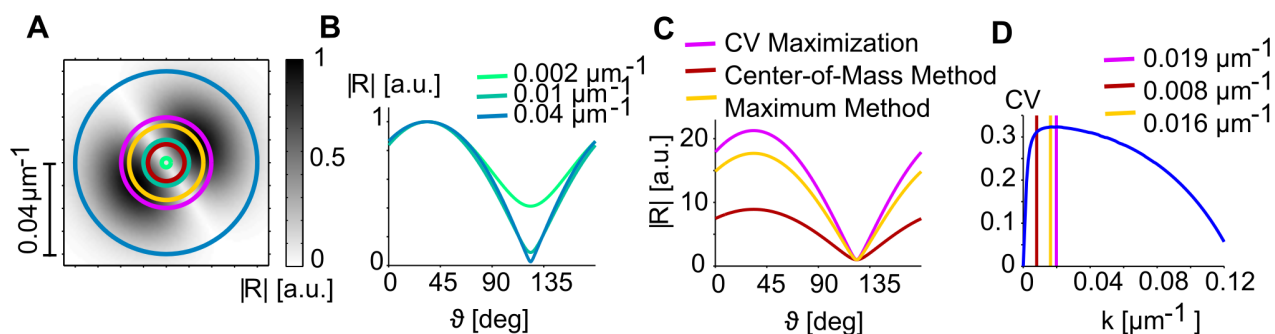 A
0.04 µm⁻¹
1
0.5
0
|R| [a.u.]
B
0.002 µm⁻¹
0.01 µm⁻¹
0.04 µm⁻¹
|R| [a.u.]
1
0
0 45 90 135
ϑ [deg]
C
CV Maximization
Center-of-Mass Method
Maximum Method
|R| [a.u.]
20
10
0
0 45 90 135
ϑ [deg]
D
0.019 µm⁻¹
0.008 µm⁻¹
0.016 µm⁻¹
CV
0.3
0.2
0.1
0
0 0.04 0.08 0.12
k [µm⁻¹]